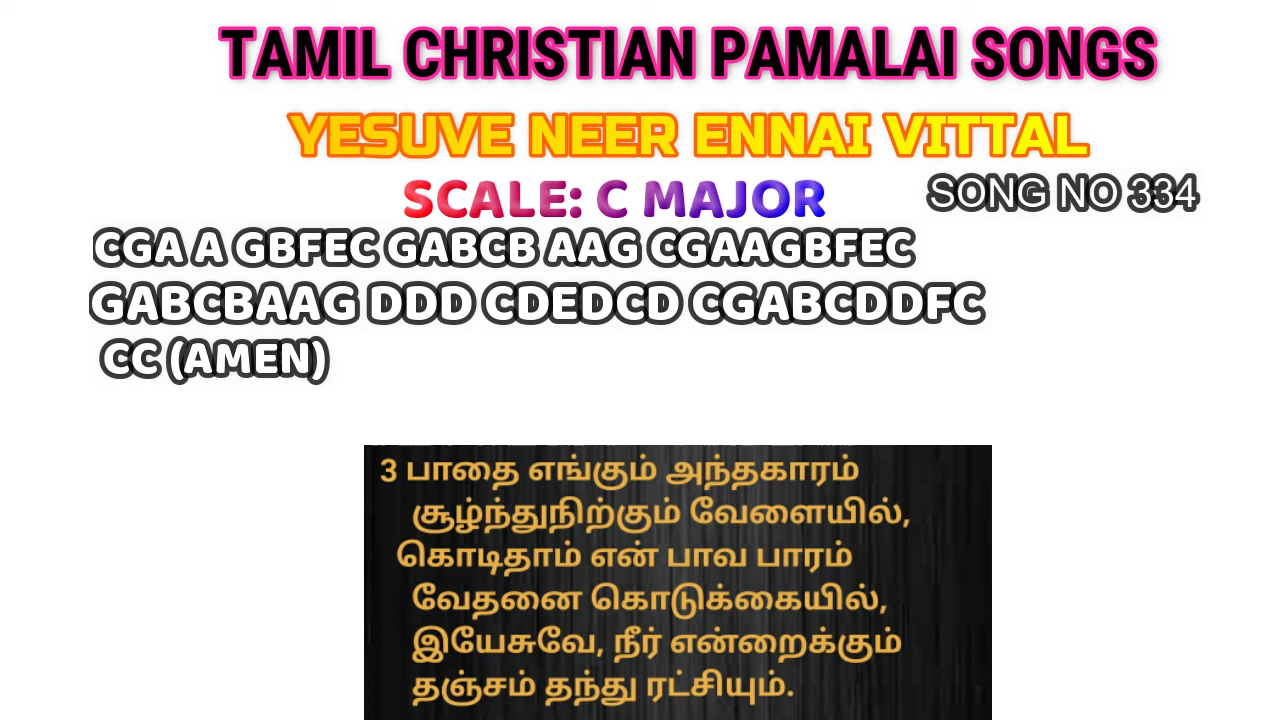 TAMIL CHRISTIAN PAMALAI SONGS
YESUVE NEER ENNAI VITTAL
SCALE: C MAJOR
SONG NO 334
CGA A GBFEC GABCB AAG CGAAGBFEC
GABCBAAG DDD CDEDCD CGABCDDFC
CC (AMEN)
3 பாதை எங்கும் அந்தகாரம்
சூழ்ந்துநிற்கும் வேளையில்,
கொடிதாம் என் பாவ பாரம்
வேதனை கொடுக்கையில்,
இயேசுவே, நீர் என்றைக்கும்
தஞ்சம் தந்து ரட்சியும்.